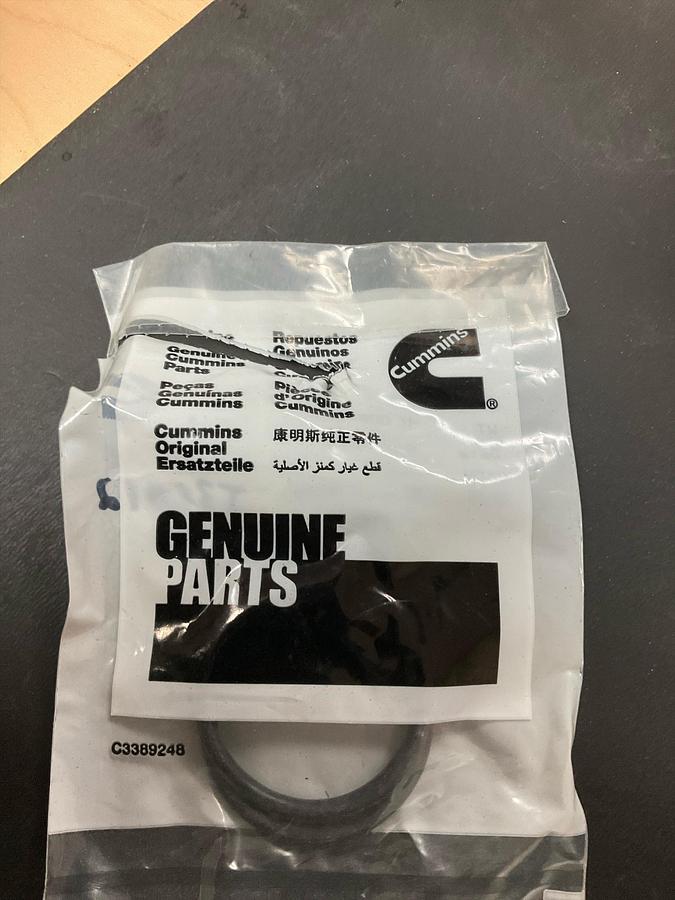 Genuine
Cummins
Parts
Repuestos
Genuinos
Peças
Genuinas
Cummins
Pièces
d'Origine
Cummins
Cummins
Original
Ersatzteile
康明斯纯正零件
قطع غيار كمنز الأصلية
Cummins
®
GENUINE
PARTS
C3389248